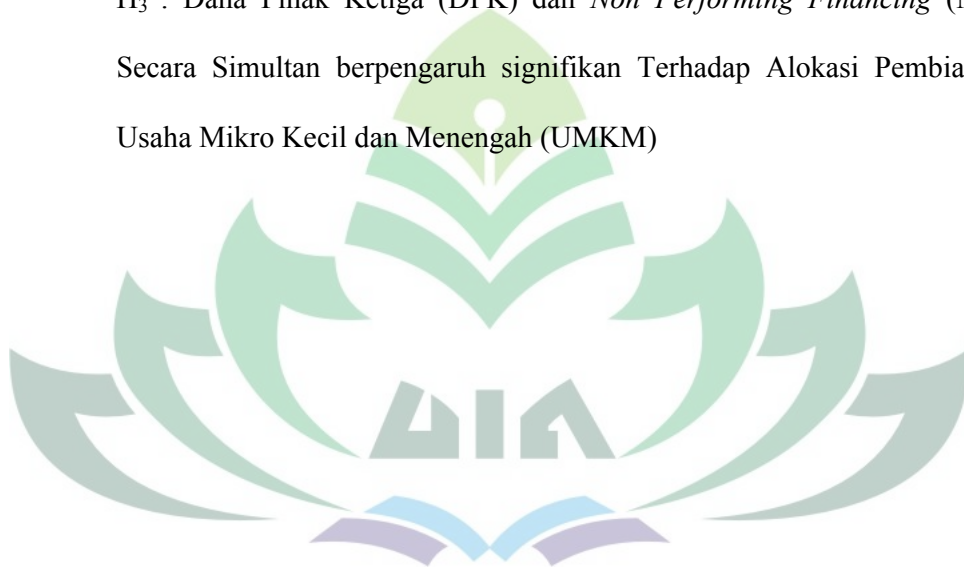 H₃ : Dana Pihak Ketiga (DPK) dan Non Performing Financing
Secara Simultan berpengaruh signifikan Terhadap Alokasi
Usaha Mikro Kecil dan Menengah (UMKM)
UIN